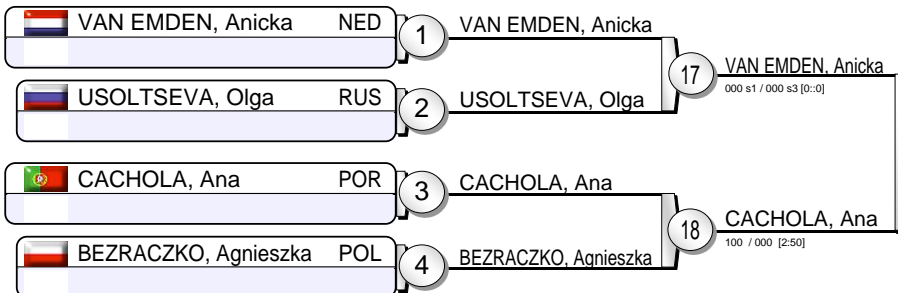 VAN EMDEN, Anicka NED
1
VAN EMDEN, Anicka
USOLTSEVA, Olga RUS
2
USOLTSEVA, Olga
17
VAN EMDEN, Anicka
000 s1 / 000 s3 [0::0]
CACHOLA, Ana POR
3
CACHOLA, Ana
BEZRACZKO, Agnieszka POL
4
BEZRACZKO, Agnieszka
18
CACHOLA, Ana
100 / 000 [2:50]